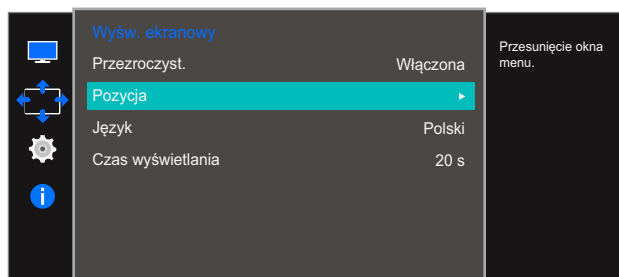 Wyśw. ekranowy
Przezroczyst. Włączona
Pozycja
Język Polski
Czas wyświetlania 20 s
Przesunięcie okna
menu.